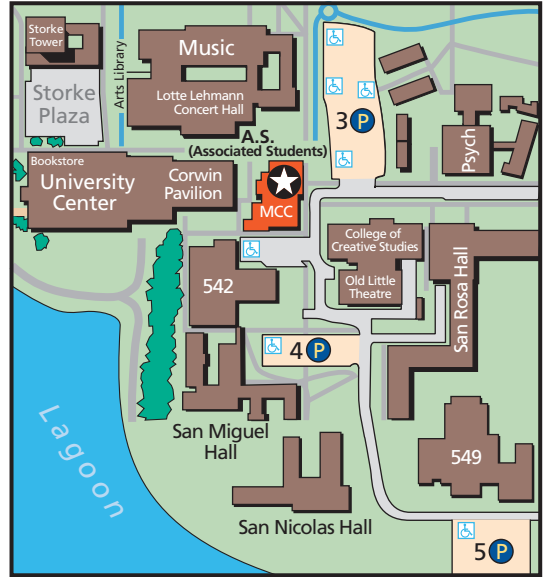 Storke
Tower
Storke
Plaza
Arts Library
Music
Lotte Lehmann
Concert Hall
A.S.
(Associated Students)
3 P
Psych
Bookstore
University
Center
Corwin
Pavilion
MCC
College of
Creative Studies
Old Little
Theatre
San Rosa Hall
542
4 P
San Miguel
Hall
Lagoon
549
San Nicolas Hall
5 P